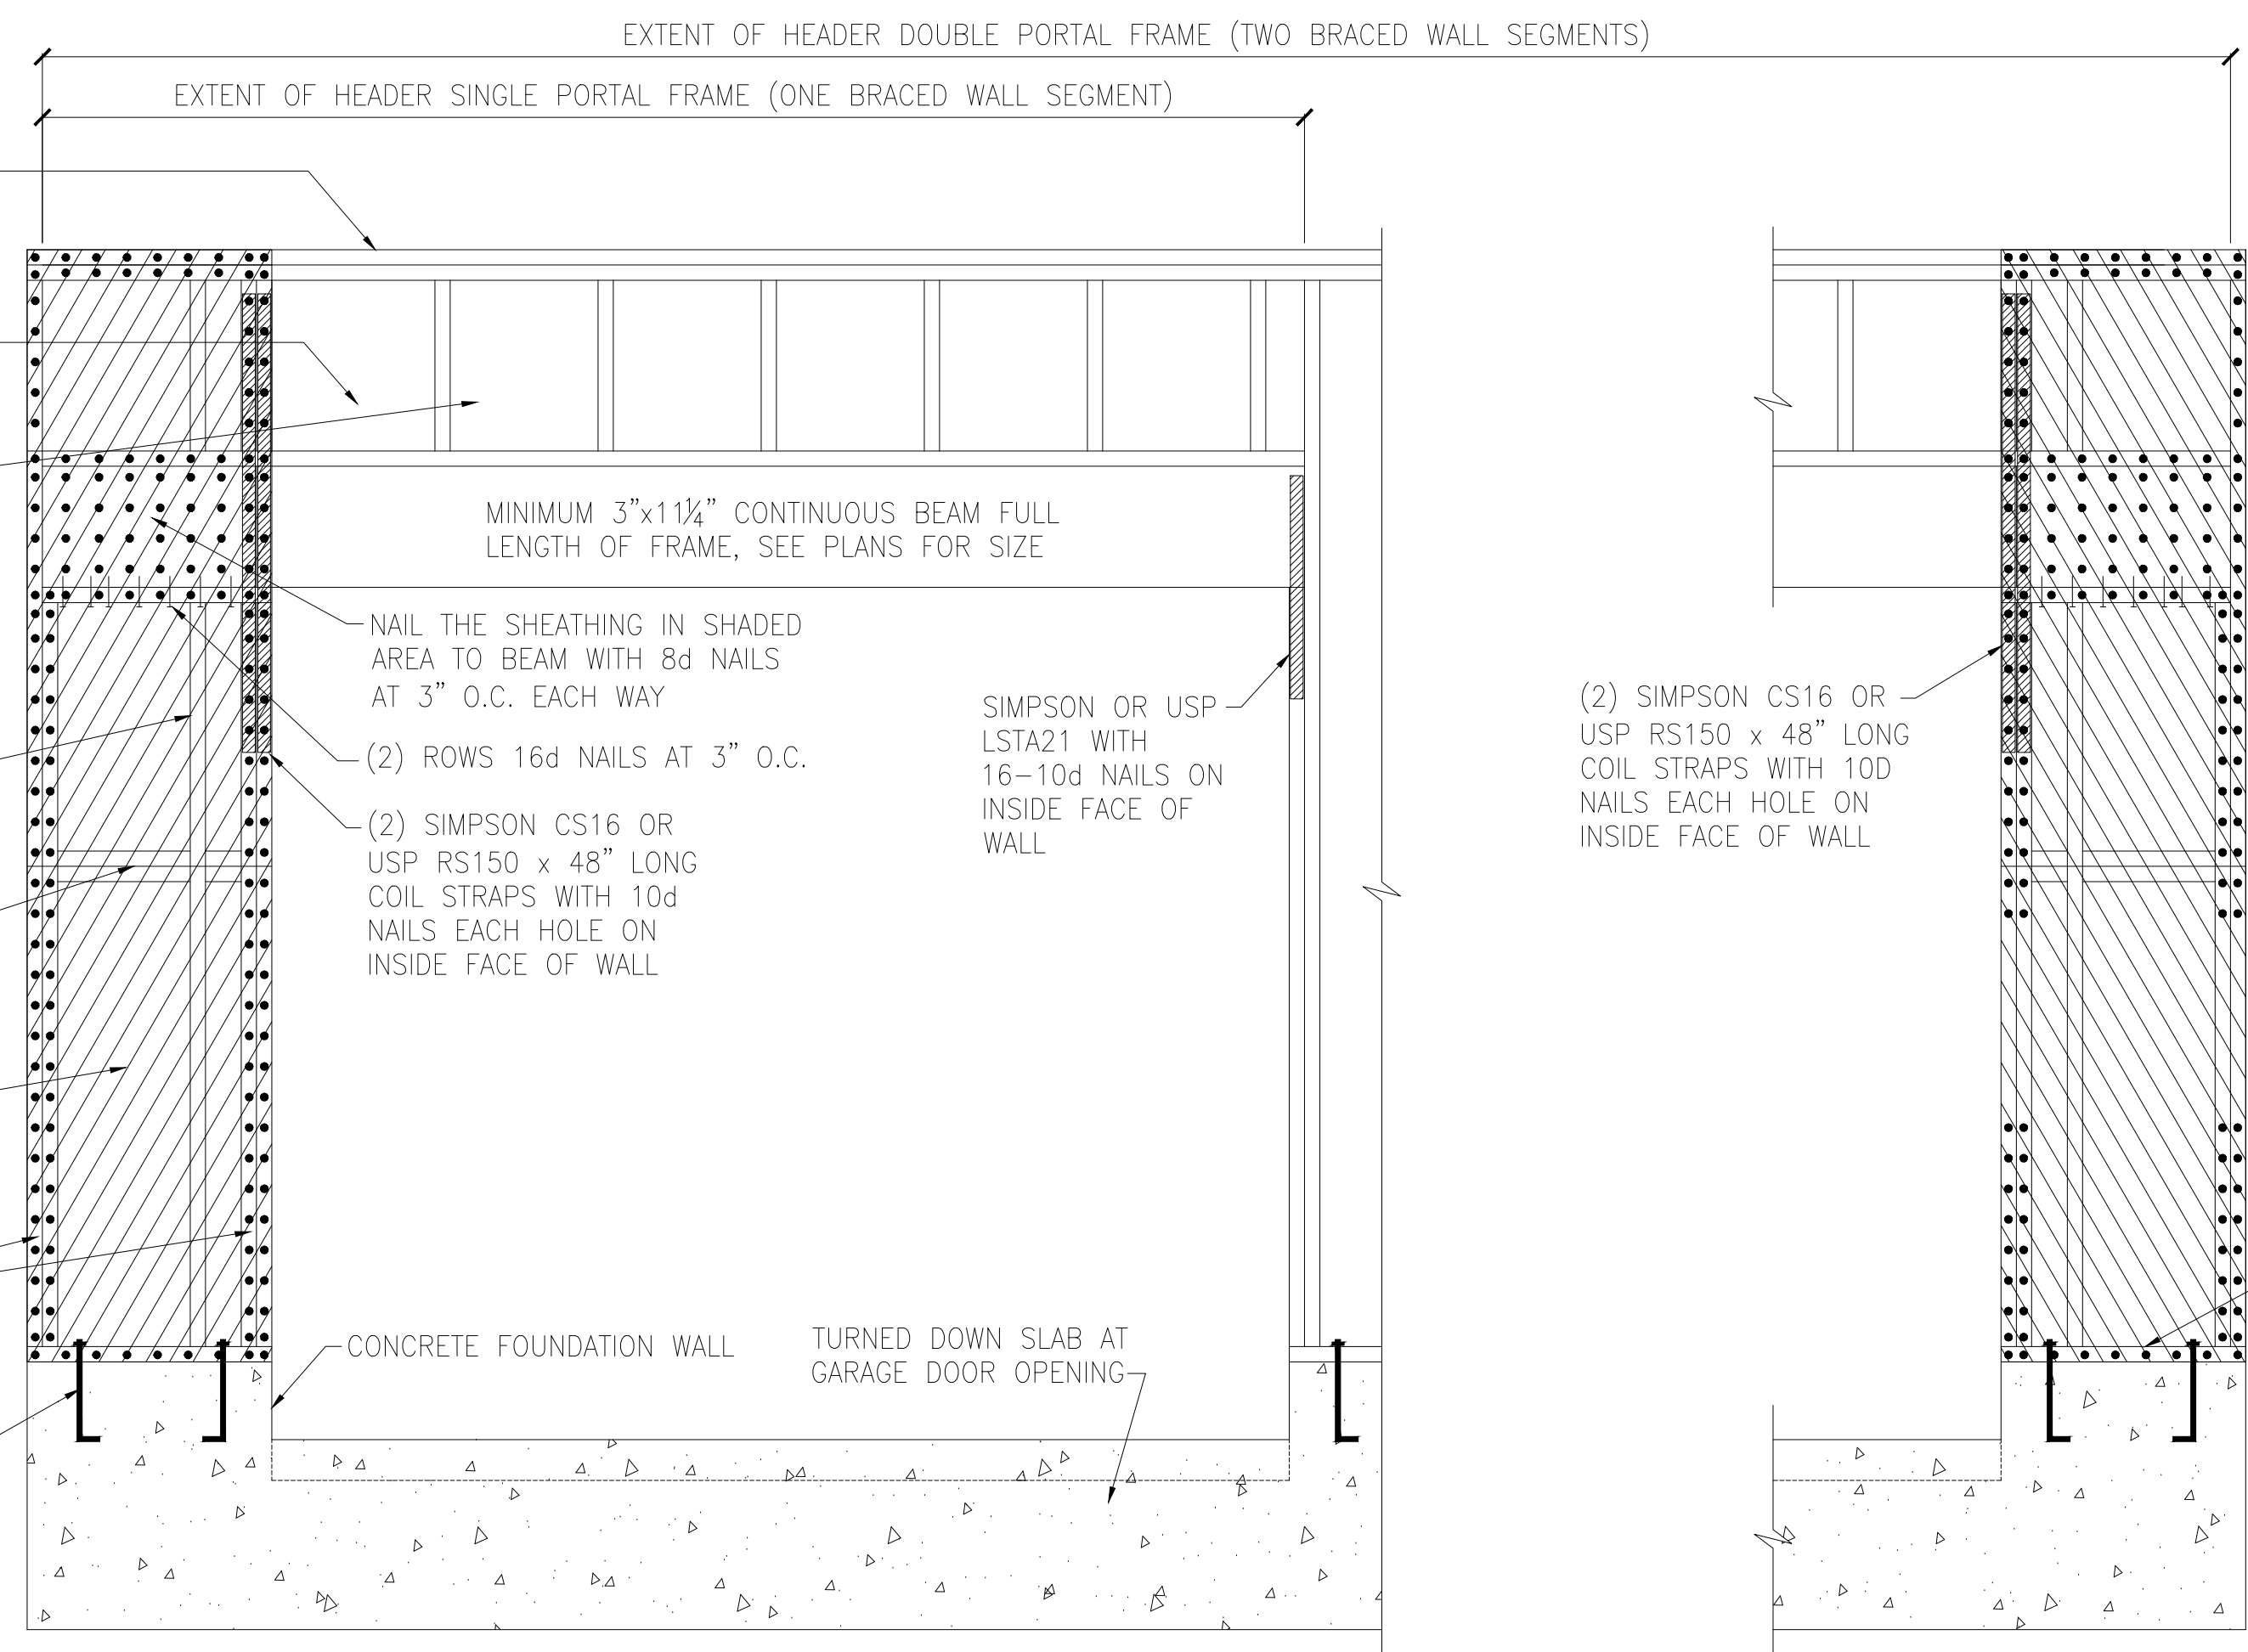 EXTENT OF HEADER DOUBLE PORTAL FRAME (TWO BRACED WALL SEGMENTS)
EXTENT OF HEADER SINGLE PORTAL FRAME (ONE BRACED WALL SEGMENT)
MINIMUM 3"x11¼" CONTINUOUS BEAM FULL
LENGTH OF FRAME, SEE PLANS FOR SIZE
NAIL THE SHEATHING IN SHADED
AREA TO BEAM WITH 8d NAILS
AT 3" O.C. EACH WAY
(2) ROWS 16d NAILS AT 3" O.C.
(2) SIMPSON CS16 OR
USP RS150 x 48" LONG
COIL STRAPS WITH 10d
NAILS EACH HOLE ON
INSIDE FACE OF WALL
SIMPSON OR USP
LSTA21 WITH
16-10d NAILS ON
INSIDE FACE OF
WALL
(2) SIMPSON CS16 OR
USP RS150 x 48" LONG
COIL STRAPS WITH 10D
NAILS EACH HOLE ON
INSIDE FACE OF WALL
CONCRETE FOUNDATION WALL
TURNED DOWN SLAB AT
GARAGE DOOR OPENING